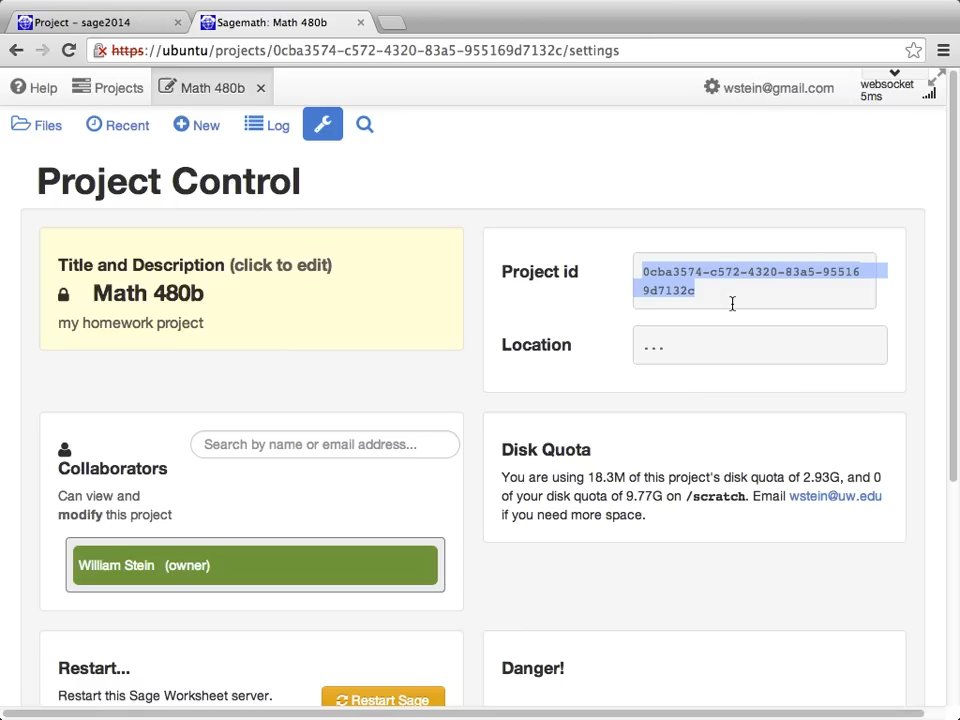 Project - sage2014 ×
Sagemath: Math 480b ×
https://ubuntu/projects/0cba3574-c572-4320-83a5-955169d7132c/settings
Help Projects Math 480b × wstein@gmail.com websocket
5ms
Files Recent New Log
Project Control
Title and Description (click to edit)
Math 480b
my homework project
Project id
0cba3574-c572-4320-83a5-95516
9d7132c
Location ...
Search by name or email address...
Collaborators
Can view and
modify this project
William Stein (owner)
Disk Quota
You are using 18.3M of this project's disk quota of 2.93G, and 0
of your disk quota of 9.77G on /scratch. Email wstein@uw.edu
if you need more space.
Restart...
Restart this Sage Worksheet server.
Restart Sage
Danger!